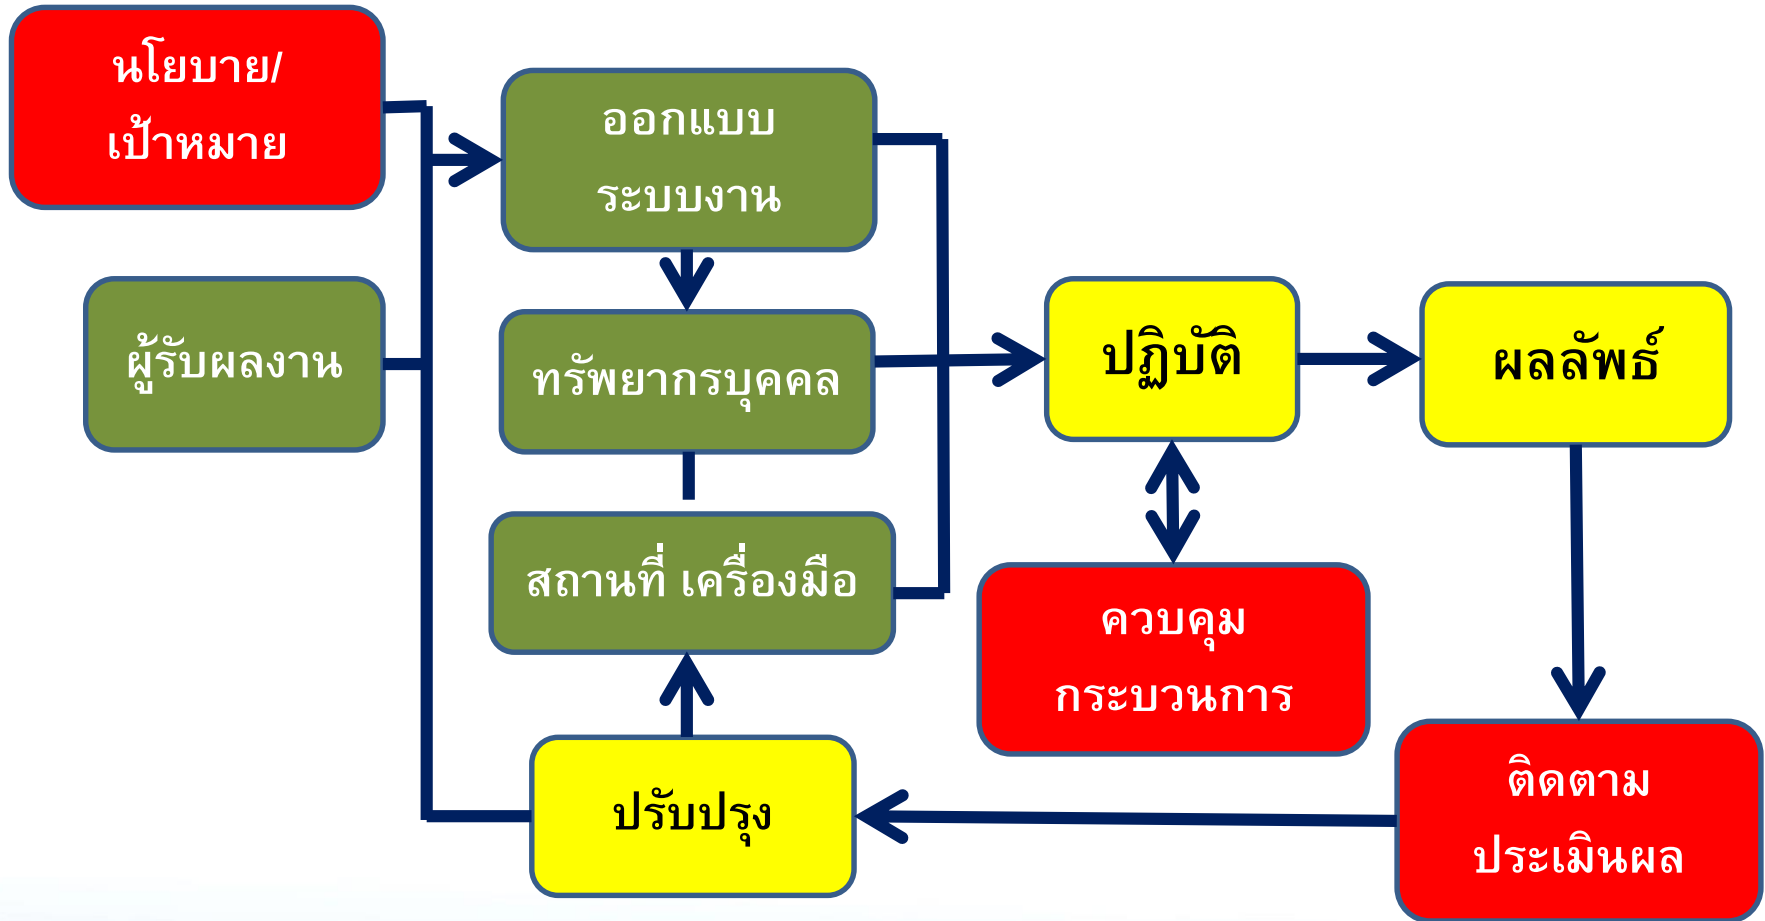 นโยบาย/
เป้าหมาย
ออกแบบ
ระบบงาน
ผู้รับผลงาน
ทรัพยากรบุคคล
ปฏิบัติ
ผลลัพธ์
สถานที่ เครื่องมือ
ควบคุม
กระบวนการ
ปรับปรุง
ติดตาม
ประเมินผล